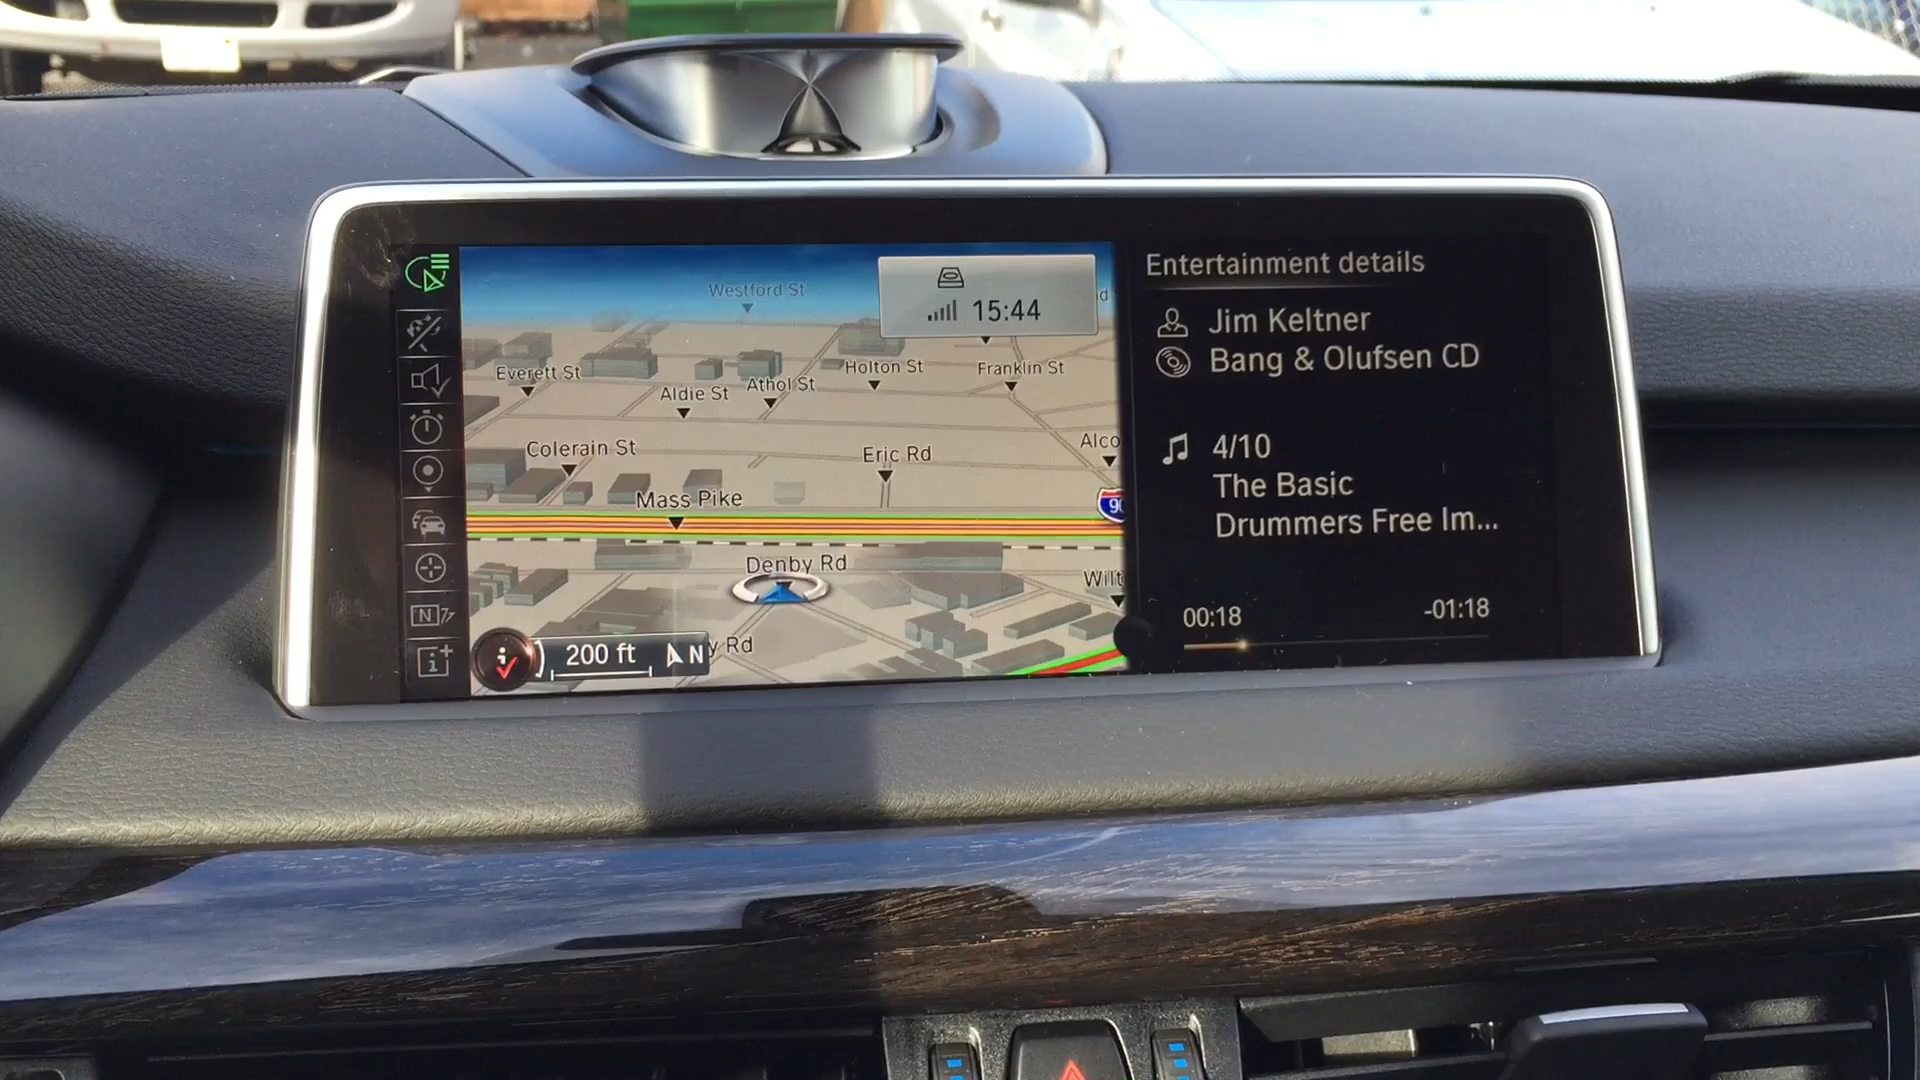 Westford St
15:44
Everett St
Aldie St
Athol St
Holton St
Franklin St
Colerain St
Eric Rd
Alco
Mass Pike
90
Denby Rd
Wilt
y Rd
200 ft
N
N
i
i
Entertainment details
Jim Keltner
Bang & Olufsen CD
4/10
The Basic
Drummers Free Im...
00:18
-01:18